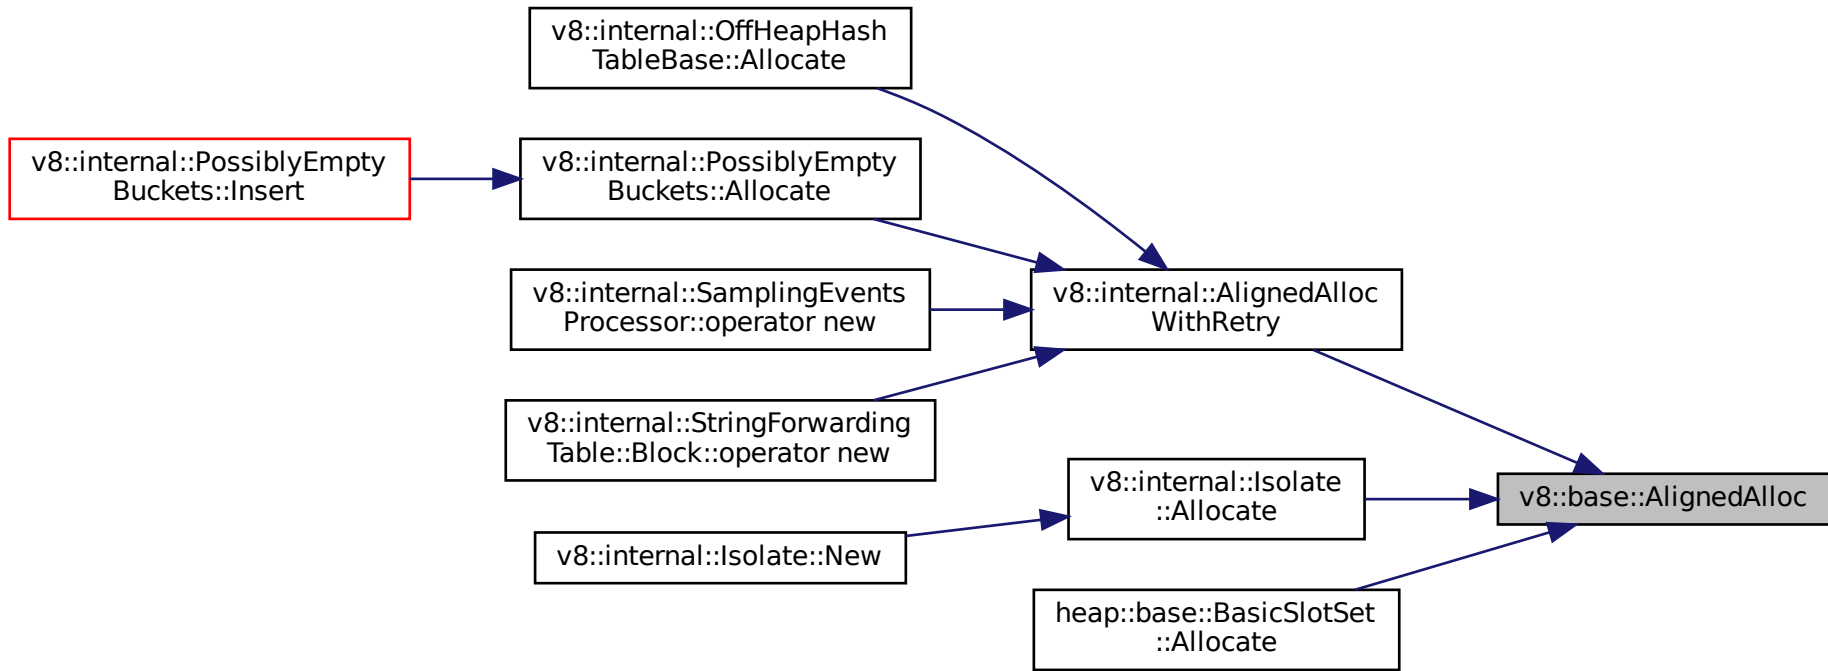 v8::internal::OffHeapHash
TableBase::Allocate
v8::internal::PossiblyEmpty
Buckets::Insert
v8::internal::PossiblyEmpty
Buckets::Allocate
v8::internal::SamplingEvents
Processor::operator new
v8::internal::AlignedAlloc
WithRetry
v8::internal::StringForwarding
Table::Block::operator new
v8::internal::Isolate
::Allocate
v8::base::AlignedAlloc
v8::internal::Isolate::New
heap::base::BasicSlotSet
::Allocate